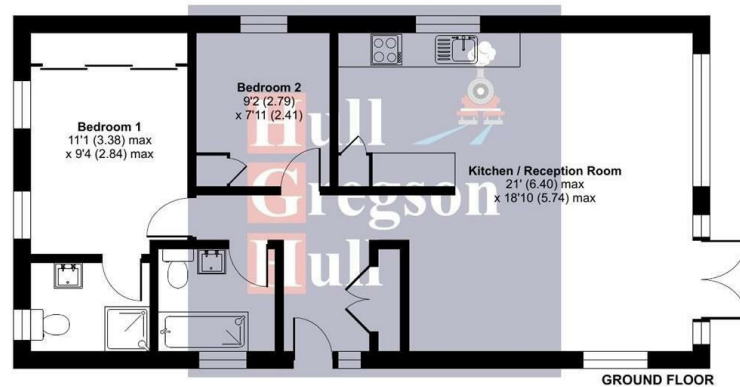 Bedroom 1
11'1 (3.38) max
x 9'4 (2.84) max
Bedroom 2
9'2 (2.79)
x 7'11 (2.41)
Kitchen / Reception Room
21' (6.40) max
x 18'10 (5.74) max
Hull
Gregson
Hull
GROUND FLOOR